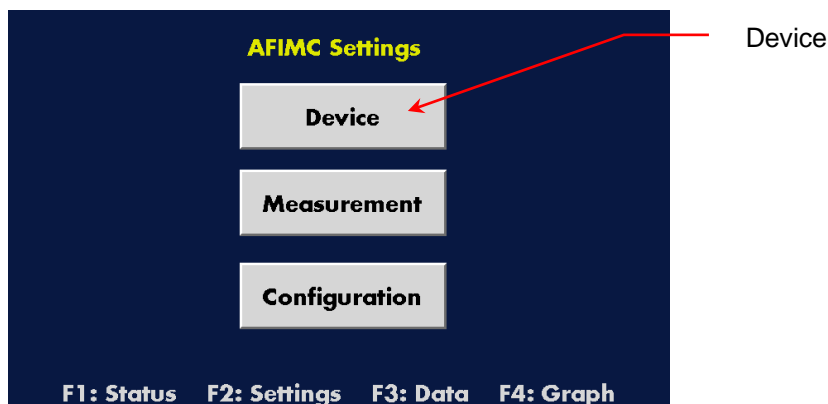 AFIMC Settings
Device
Device
Measurement
Configuration
F1: Status F2: Settings F3: Data F4: Graph